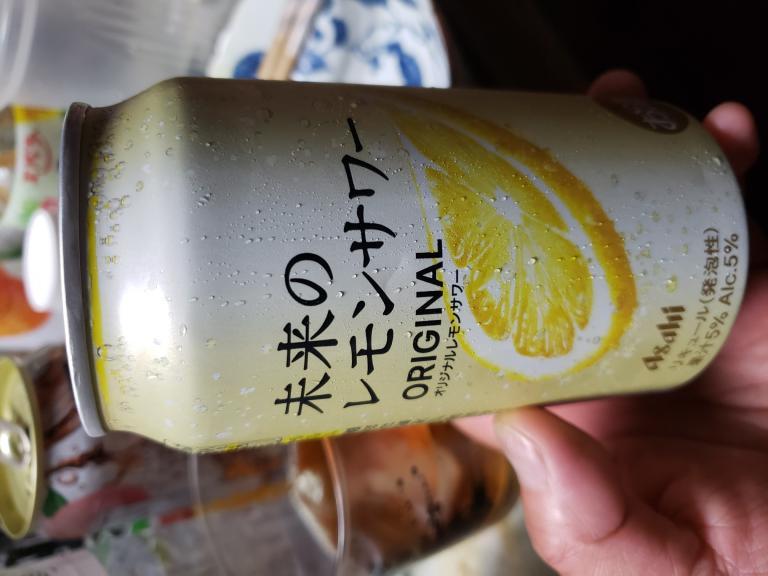 未来の
レモンサワー
ORIGINAL
オリジナルレモンサワー
Asahi
リキュール(発泡性)
果汁5% Alc.5%